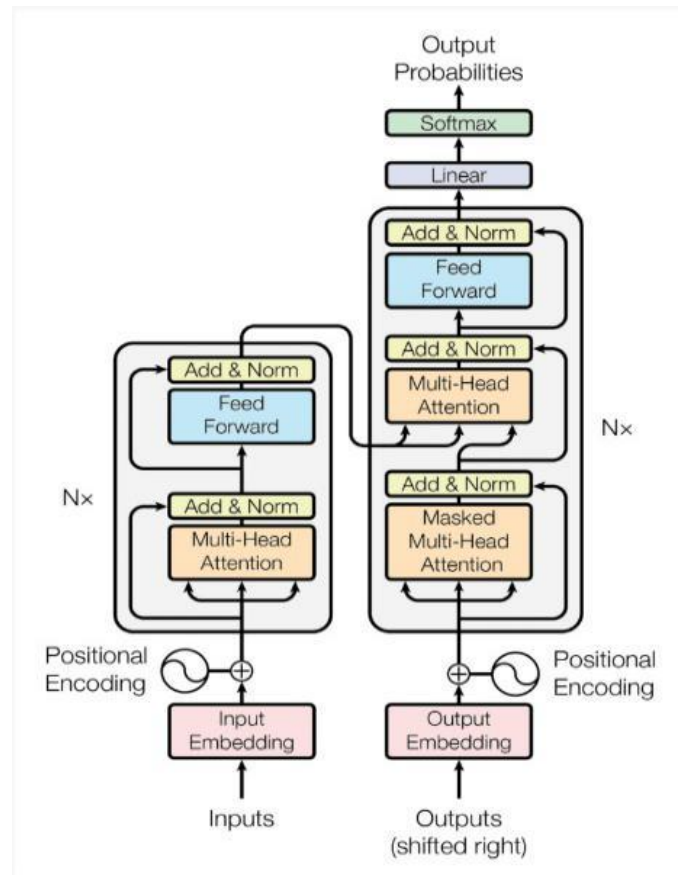 Output
Probabilities
Softmax
Linear
Add & Norm
Feed
Forward
Add & Norm
Multi-Head
Attention
Add & Norm
Masked
Multi-Head
Attention
Nx
Add & Norm
Feed
Forward
Add & Norm
Multi-Head
Attention
N×
Positional
Encoding
Positional
Encoding
Input
Embedding
Output
Embedding
Inputs
Outputs
(shifted right)